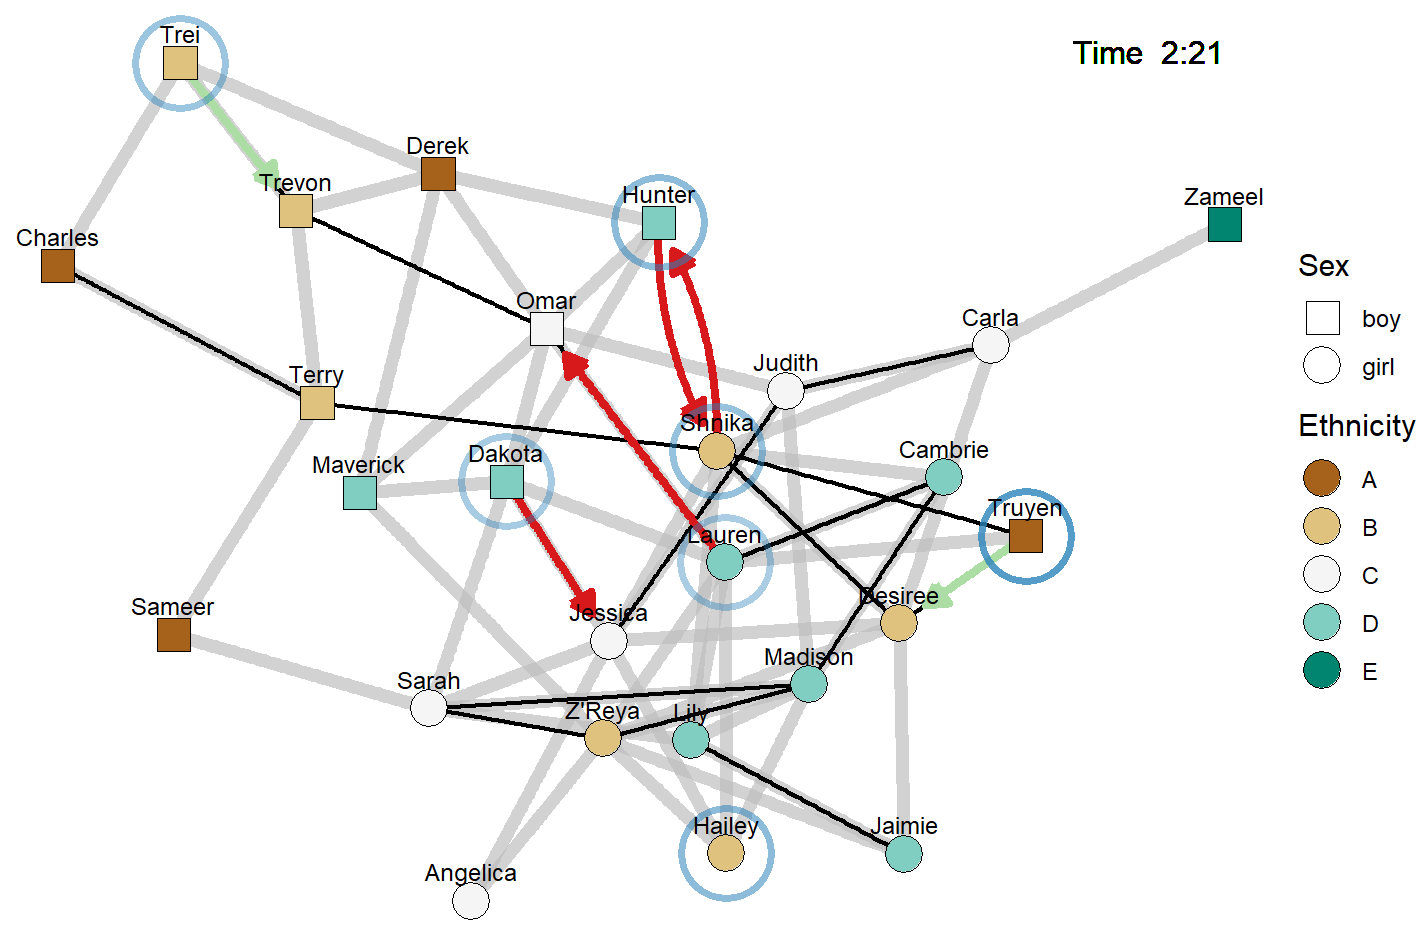 Trei
Time 2:21
Derek
Trevon
Hunter
Zameel
Charles
Sex
Omar
boy
Carla
Judith
girl
Terry
Shnika
Ethnicity
Cambrie
Dakota
Maverick
A
Truyen
Lauren
B
C
Desiree
Sameer
Jessica
D
Madison
Sarah
E
Z'Reya
Lily
Hailey
Jaimie
Angelica